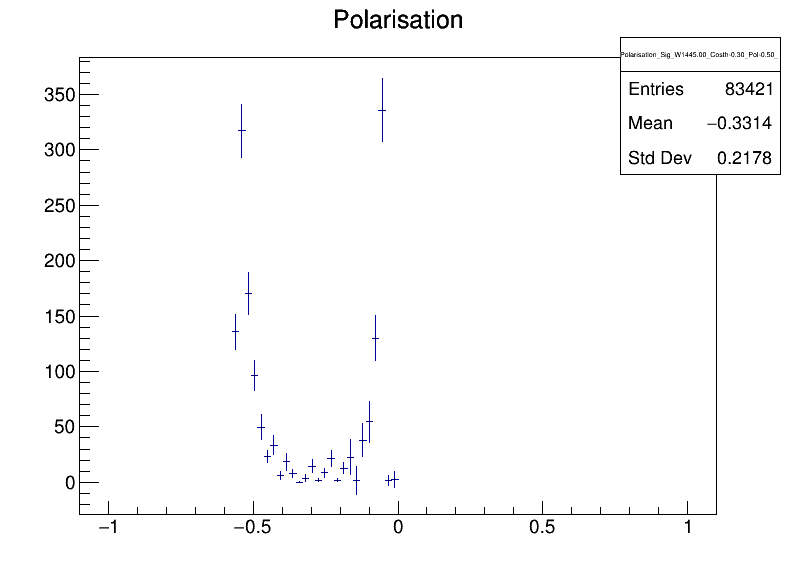 Polarisation
Polarisation_Sig_W1445.00_Costh-0.30_Pol-0.50_
Entries 83421
Mean −0.3314
Std Dev 0.2178
350
300
250
200
150
100
50
0
−1 −0.5 0 0.5 1